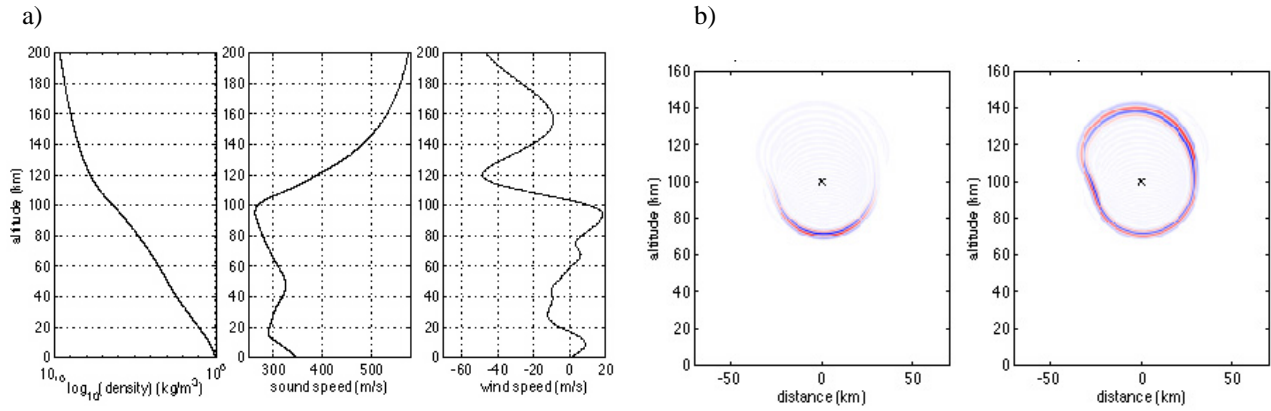 a)
b)
200 180 160 140 120 100 80 60 40 20 0
altitude (km)
log10(density) (kg/m3)
200 180 160 140 120 100 80 60 40 20 0
300 400 500
sound speed (m/s)
200 180 160 140 120 100 80 60 40 20 0
-60 -40 -20 0 20
wind speed (m/s)
160 140 120 100 80 60 40 20 0
altitude (km)
-50 0 50
distance (km)
160 140 120 100 80 60 40 20 0
altitude (km)
-50 0 50
distance (km)